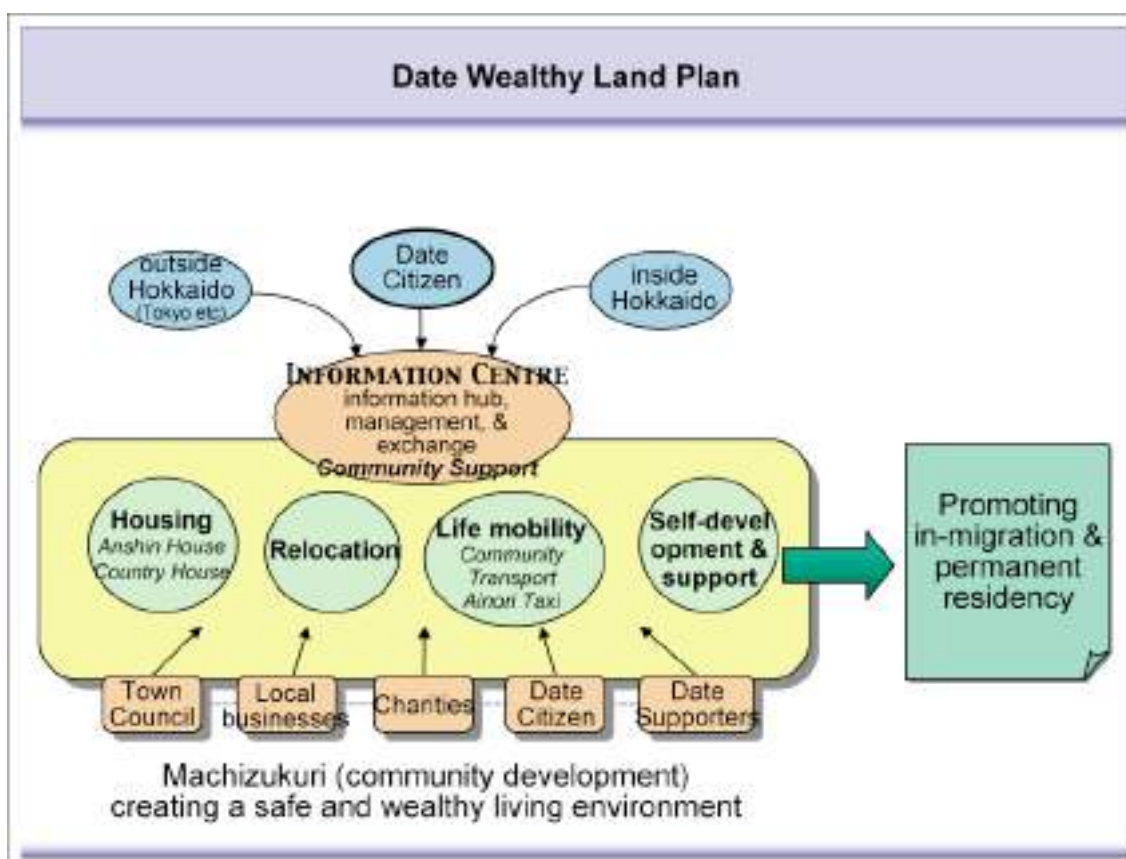 Date Wealthy Land Plan
outside
Hokkaido
(Tokyo etc)
Date
Citizen
inside
Hokkaido
INFORMATION CENTRE
information hub,
management, &
exchange
Community Support
Housing
Anshin House
Country House
Relocation
Life mobility
Community
Transport
Ainori Taxi
Self-devel
opment &
support
Promoting
in-migration &
permanent
residency
Town
Council
Local
businesses
Charities
Date
Citizen
Date
Supporters
Machizukuri (community development)
creating a safe and wealthy living environment